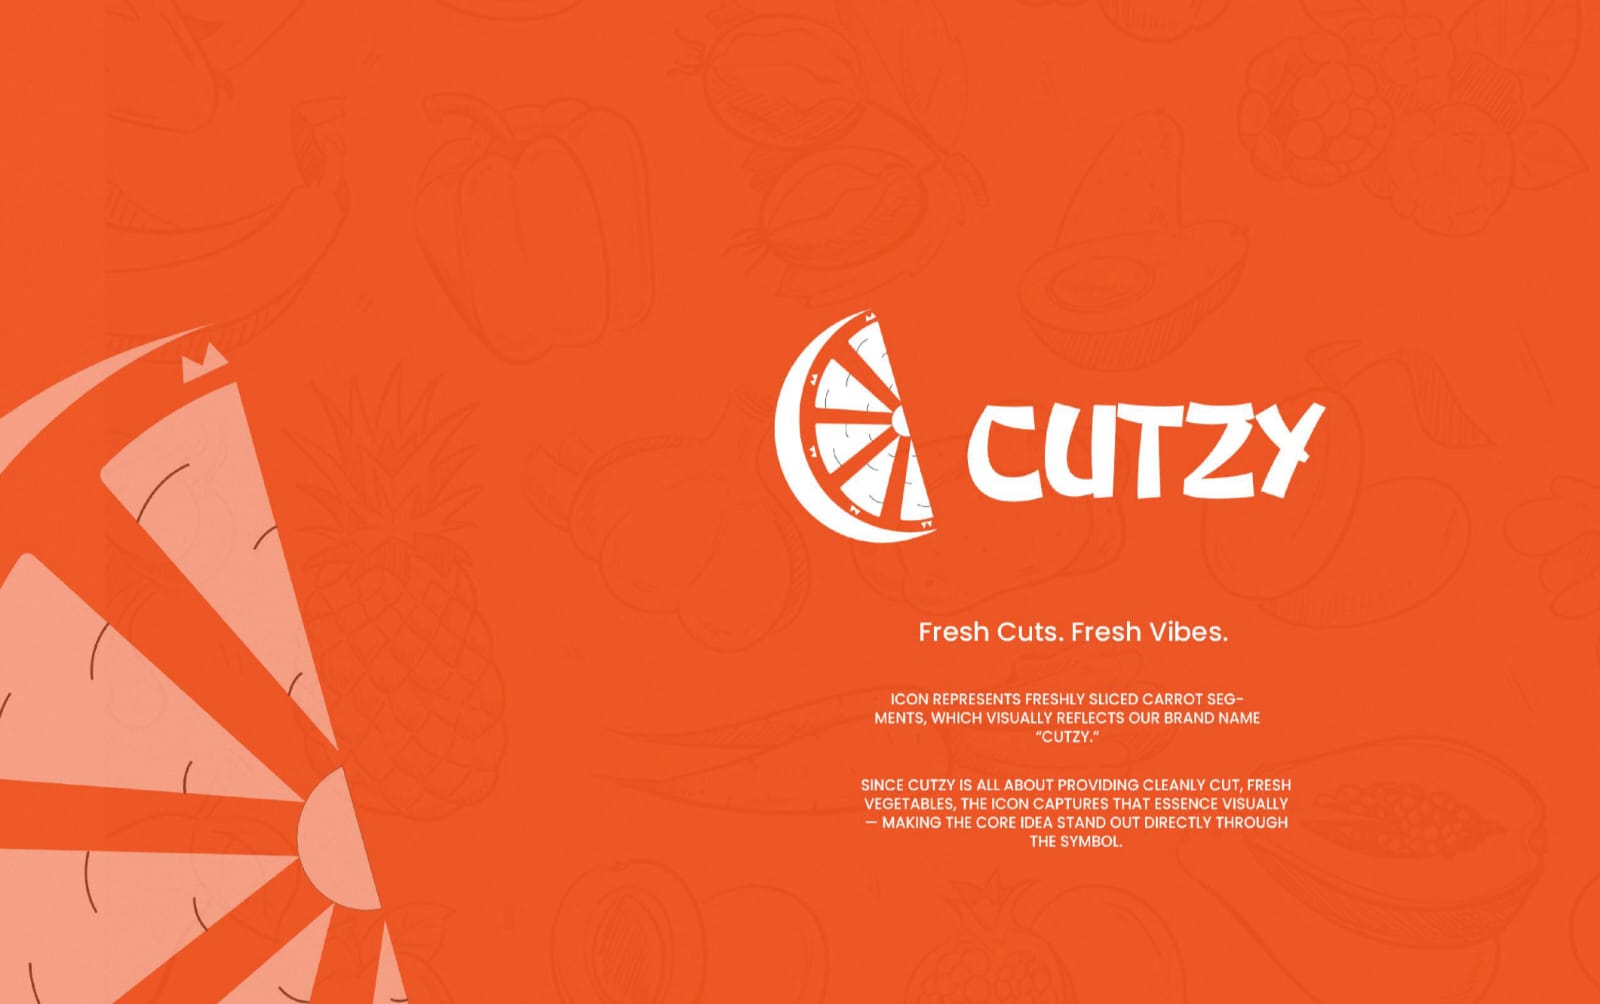 CUTZY
Fresh Cuts. Fresh Vibes.
ICON REPRESENTS FRESHLY SLICED CARROT SEG-
MENTS, WHICH VISUALLY REFLECTS OUR BRAND NAME
“CUTZY.”
SINCE CUTZY IS ALL ABOUT PROVIDING CLEANLY CUT, FRESH
VEGETABLES, THE ICON CAPTURES THAT ESSENCE VISUALLY
— MAKING THE CORE IDEA STAND OUT DIRECTLY THROUGH
THE SYMBOL.